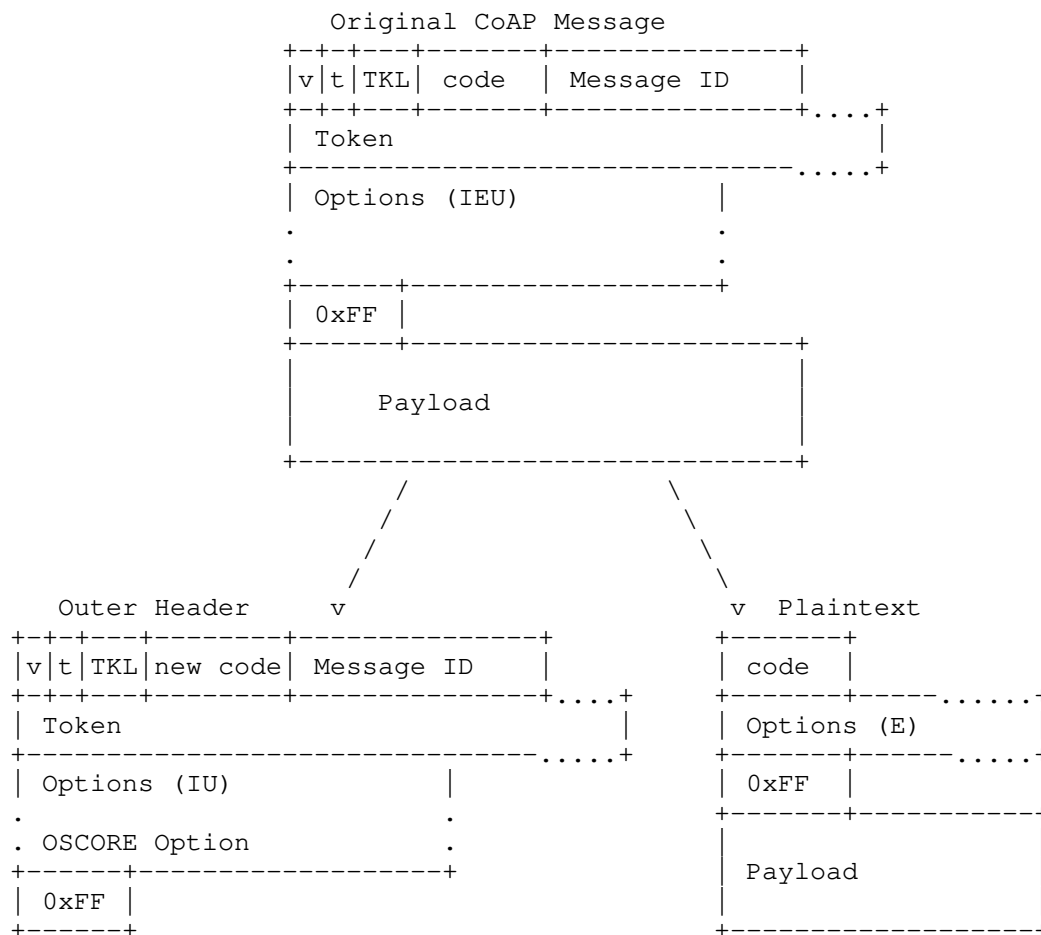 Original CoAP Message
v t TKL code Message ID
Token
Options (IEU)
0xFF
Payload
Outer Header v v Plaintext
v t TKL new code Message ID code
Token Options (E)
Options (IU) 0xFF
OSCORE Option
0xFF Payload